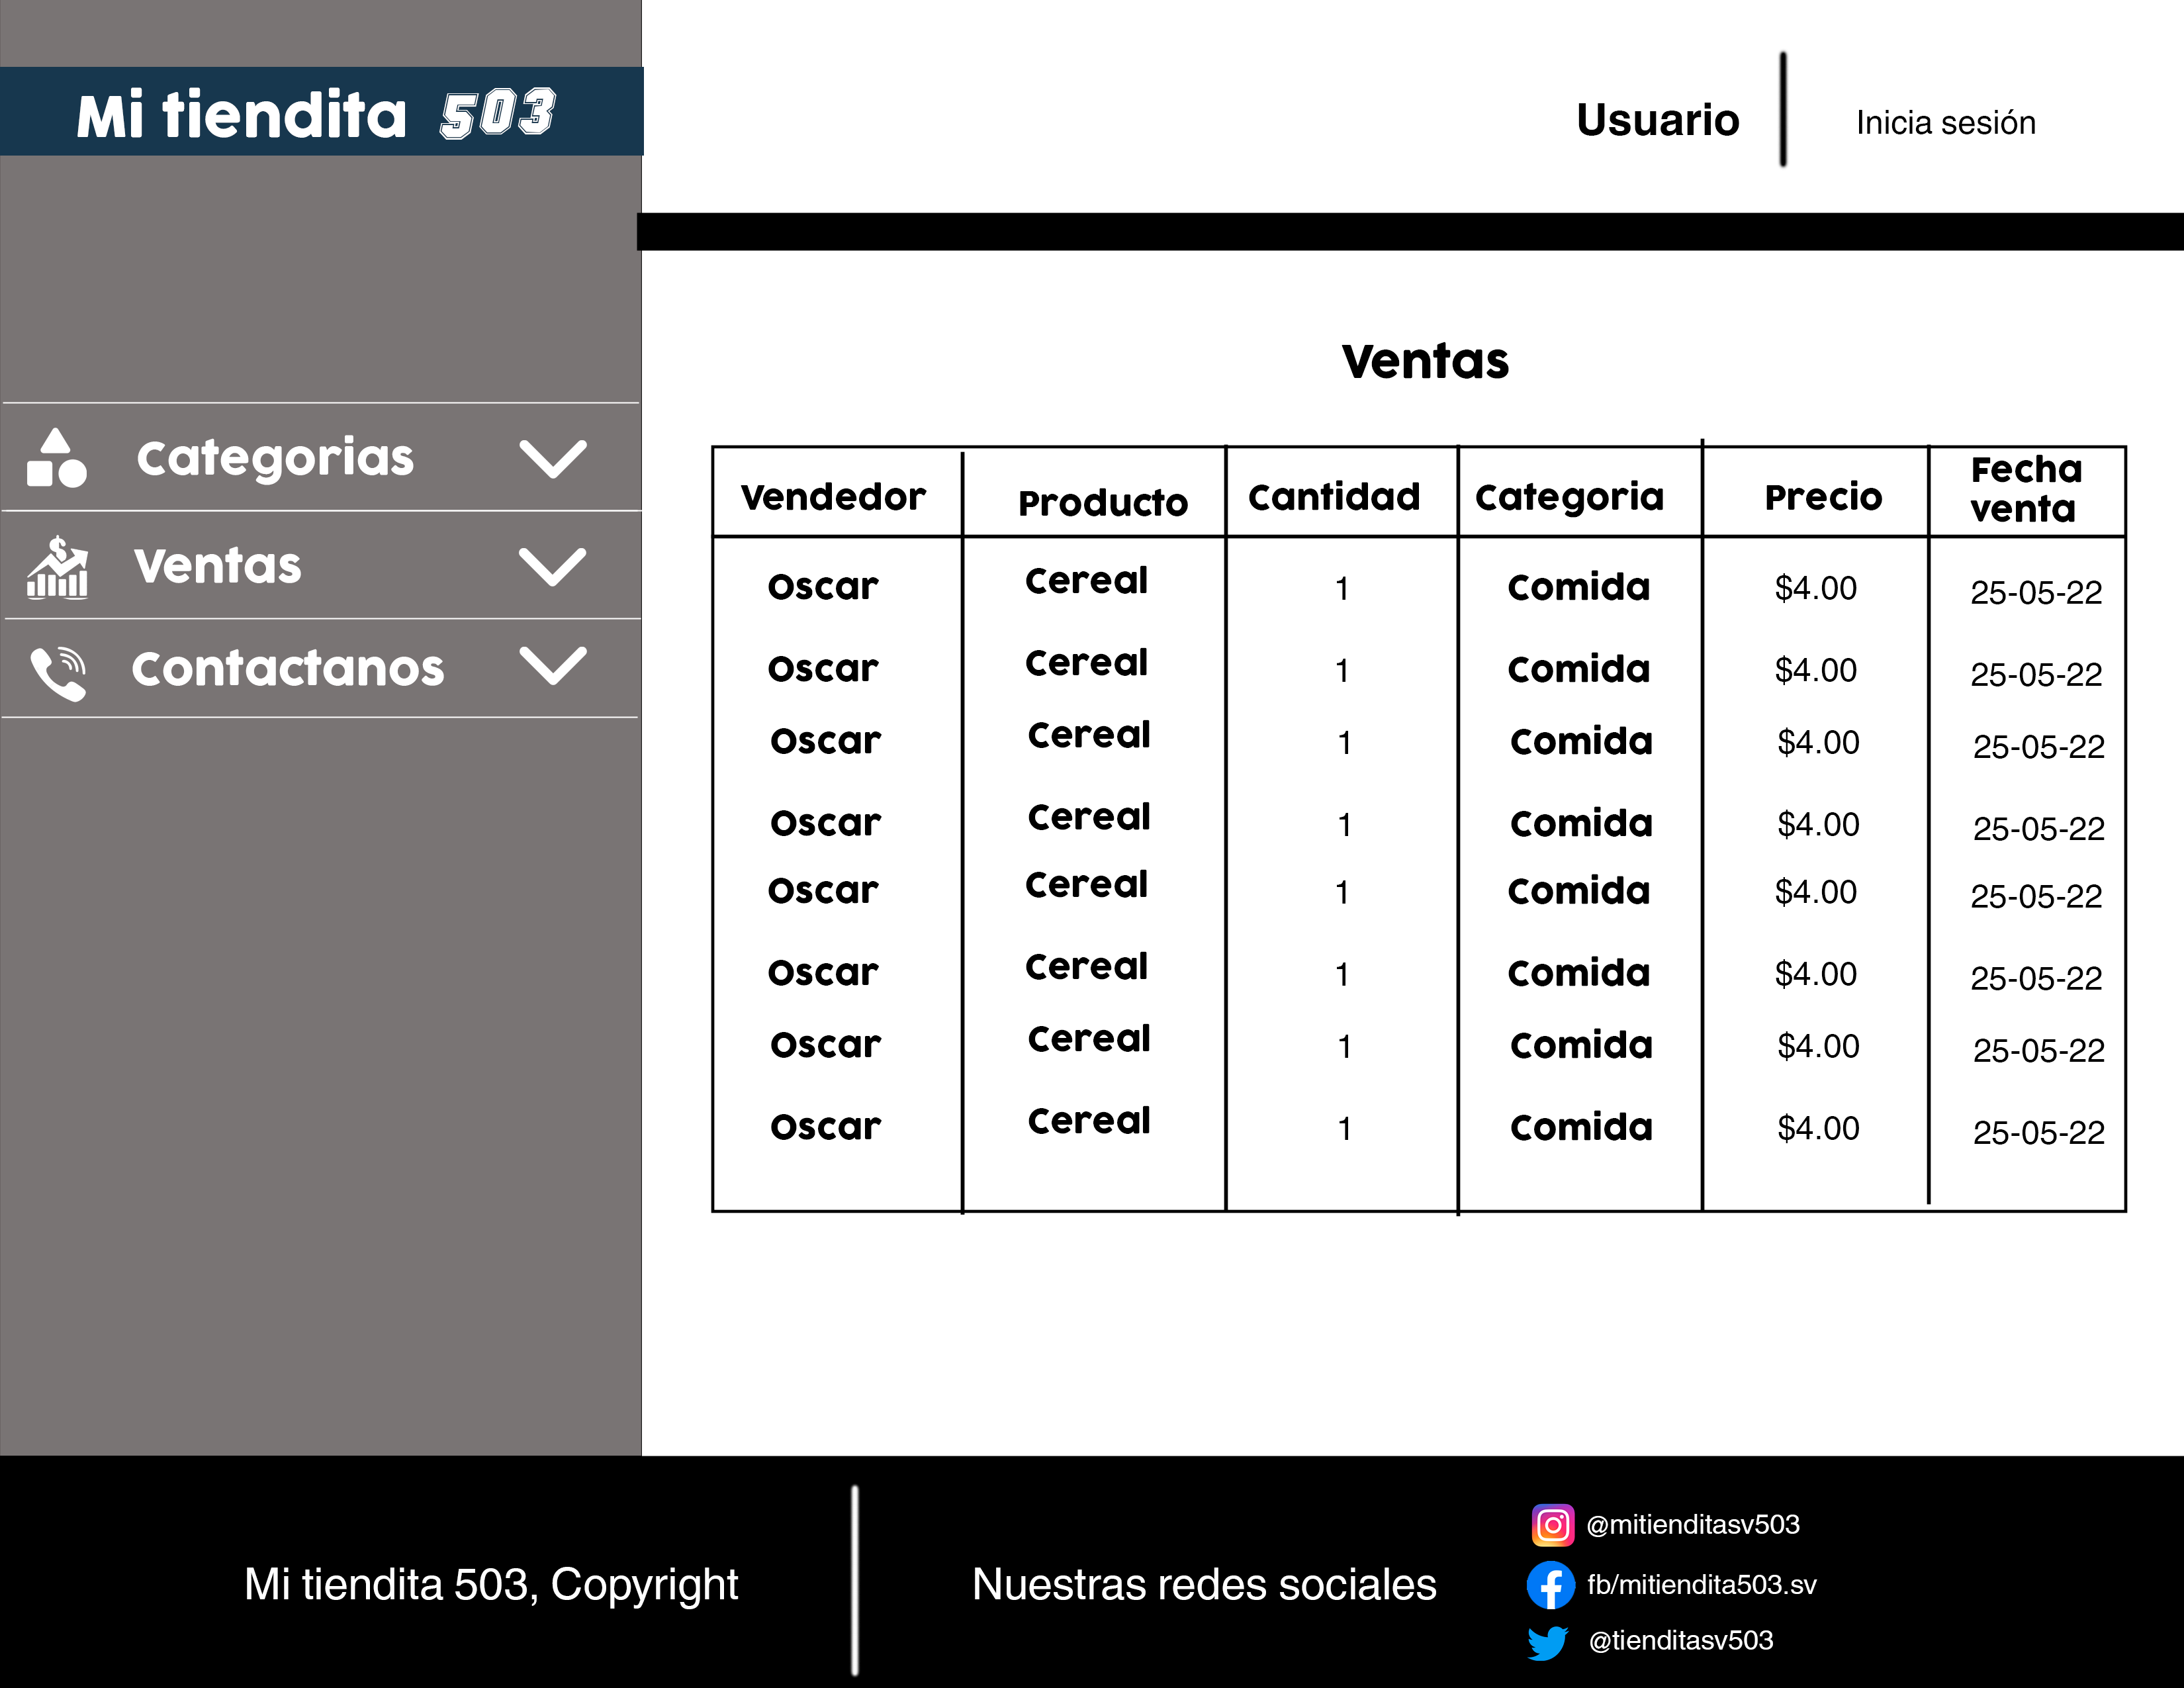 Mi tiendita 503
Usuario
Inicia sesión
Categorias
Ventas
Contactanos
Ventas
Vendedor Producto Cantidad Categoria Precio Fecha venta
Oscar Cereal 1 Comida $4.00 25-05-22
Oscar Cereal 1 Comida $4.00 25-05-22
Oscar Cereal 1 Comida $4.00 25-05-22
Oscar Cereal 1 Comida $4.00 25-05-22
Oscar Cereal 1 Comida $4.00 25-05-22
Oscar Cereal 1 Comida $4.00 25-05-22
Oscar Cereal 1 Comida $4.00 25-05-22
Oscar Cereal 1 Comida $4.00 25-05-22
Mi tiendita 503, Copyright
Nuestras redes sociales
@mitienditasv503
fb/mitiendita503.sv
@tienditasv503